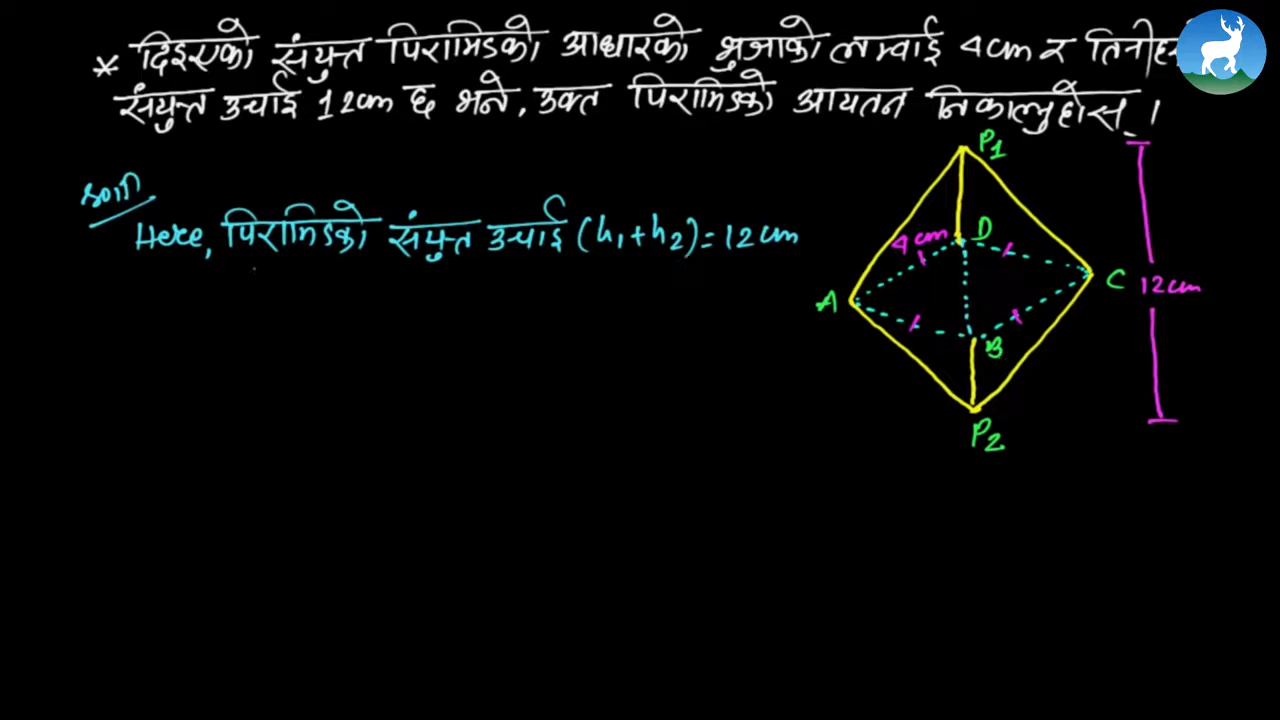 * दिइएको संयुक्त पिरामिडको आधारको भुजाको लम्बाई 4cm र
संयुक्त उचाई 12cm छ भने, उक्त पिरामिडको आयतन निकाल्नुहोस् ।
Soln
Here, पिरामिडको संयुक्त उचाई (h₁+h₂)=12cm
P1
4cm
D
A
C
12cm
B
P2